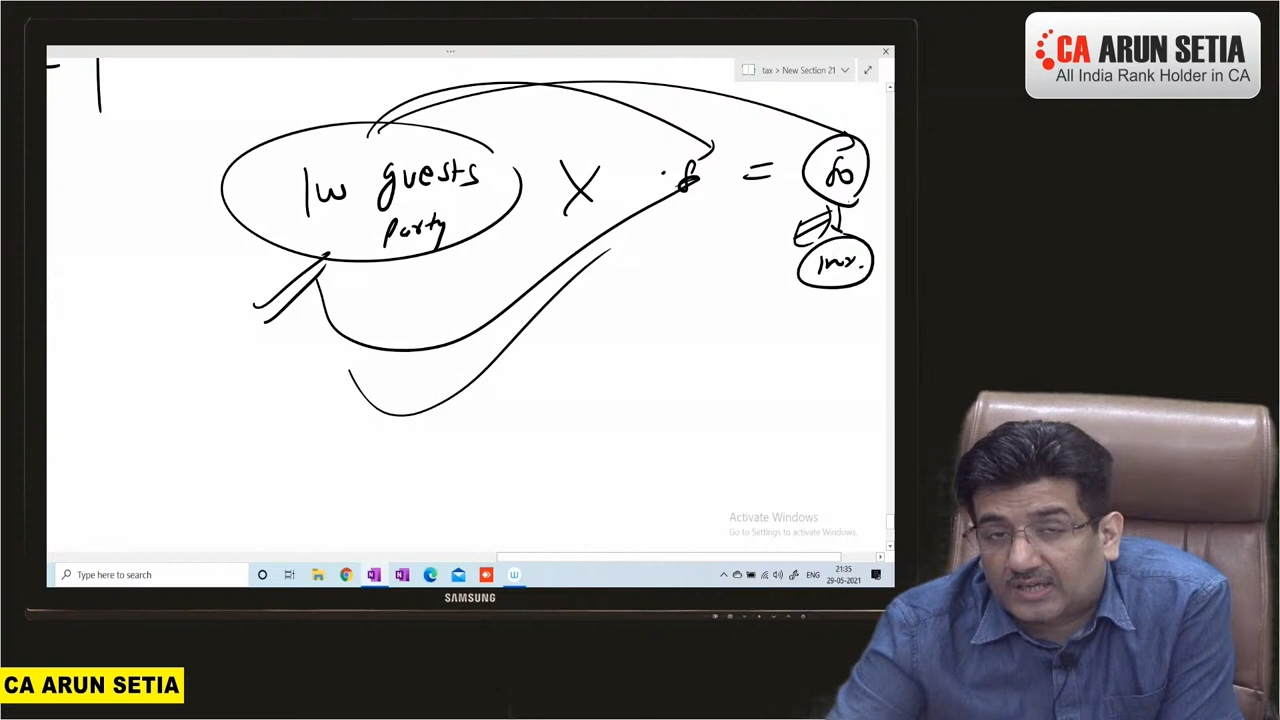 CA ARUN SETIA
All India Rank Holder in CA
tax > New Section 21
guests X .8 = 80
Party
Activate Windows
Go to Settings to activate Windows.
Type here to search
ENG
21:35
29-05-2021
SAMSUNG
CA ARUN SETIA